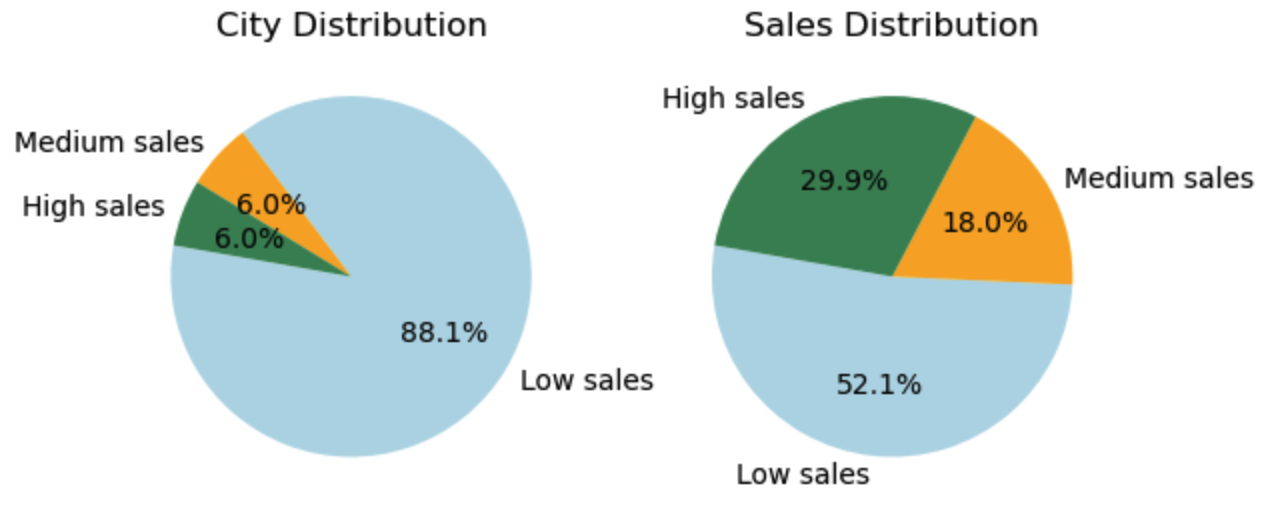 City Distribution
Medium sales
High sales
6.0%
6.0%
88.1%
Low sales
Sales Distribution
High sales
29.9%
Medium sales
18.0%
52.1%
Low sales